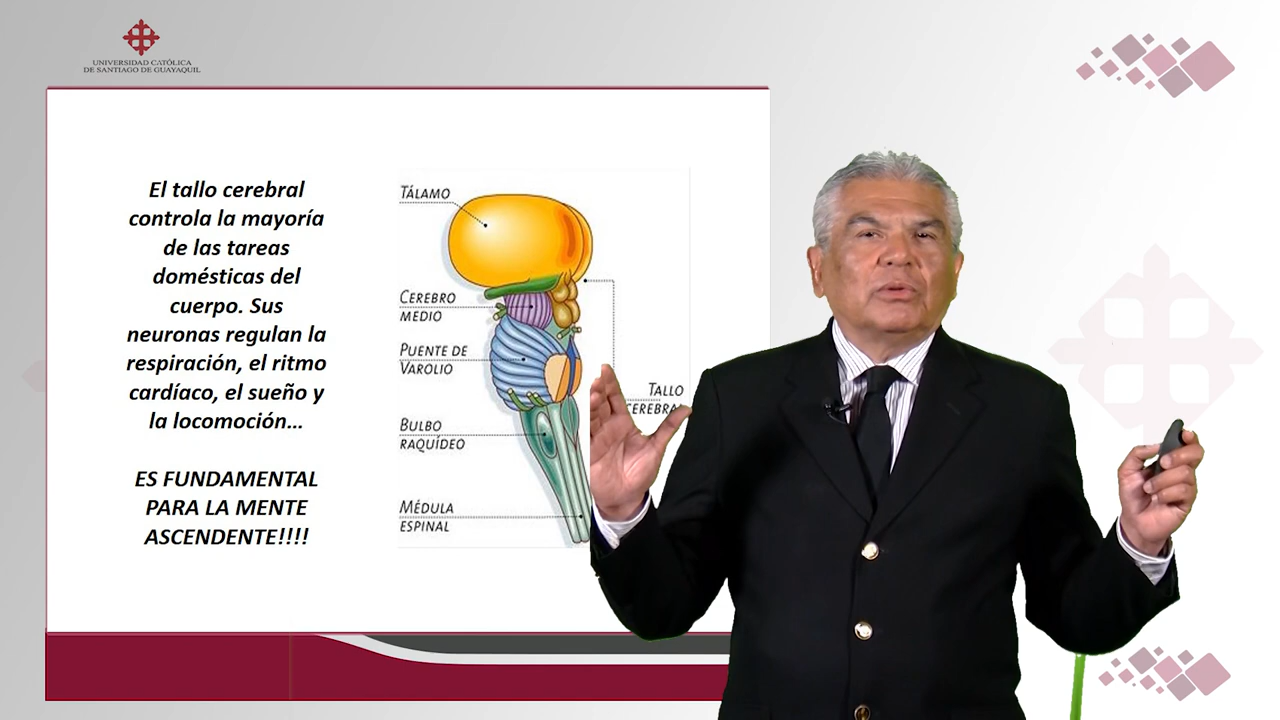 UNIVERSIDAD CATÓLICA
DE SANTIAGO DE GUAYAQUIL
El tallo cerebral
controla la mayoría
de las tareas
domésticas del
cuerpo. Sus
neuronas regulan la
respiración, el ritmo
cardíaco, el sueño y
la locomoción...
ES FUNDAMENTAL
PARA LA MENTE
ASCENDENTE!!!!
TÁLAMO
CEREBRO
MEDIO
PUENTE DE
VAROLIO
TALLO
CEREBRAL
BULBO
RAQUÍDEO
MÉDULA
ESPINAL